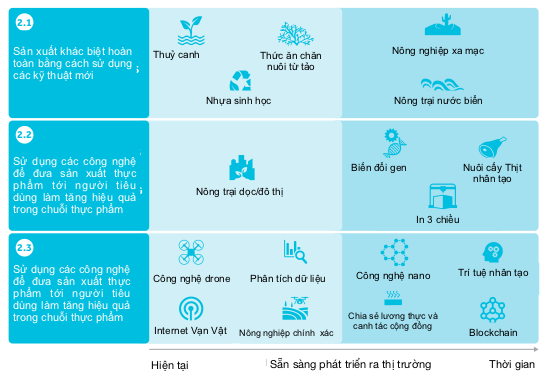 2.1
Sản xuất khác biệt hoàn
toàn bằng cách sử dụng
các kỹ thuật mới
;
Thuỷ canh
Thức ăn chăn
nuôi từ tảo
Nhựa sinh học
Nông nghiệp xa mạc
Nông trại nước biển
2.2
Sử dụng các công nghệ
để đưa sản xuất thực
phẩm tới người tiêu
dùng làm tăng hiệu quả
trong chuỗi thực phẩm
;
Nông trại dọc/đô thị
Biến đổi gen
Nuôi cấy Thịt
nhân tạo
In 3 chiều
2.3
Sử dụng các công nghệ
để đưa sản xuất thực
phẩm tới người tiêu
dùng làm tăng hiệu quả
trong chuỗi thực phẩm
Công nghệ drone
Phân tích dữ liệu
Công nghệ nano
Trí tuệ nhân tạo
Internet Vạn Vật
Nông nghiệp chính xác
Chia sẻ lương thực và
canh tác cộng đồng
Blockchain
Hiện tại
Sẵn sàng phát triển ra thị trường
Thời gian